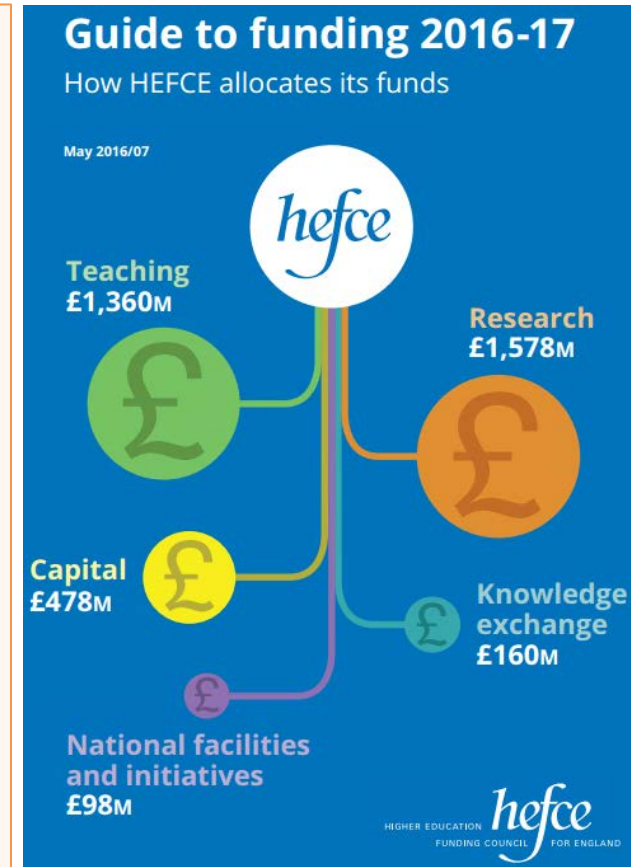 Guide to funding 2016-17
How HEFCE allocates its funds
May 2016/07
hefce
Teaching
£1,360M
Research
£1,578M
£
£
Capital
£478M
£
Knowledge
exchange
£160M
£
£
National facilities
and initiatives
£98M
HIGHER EDUCATION hefce
FUNDING COUNCIL FOR ENGLAND